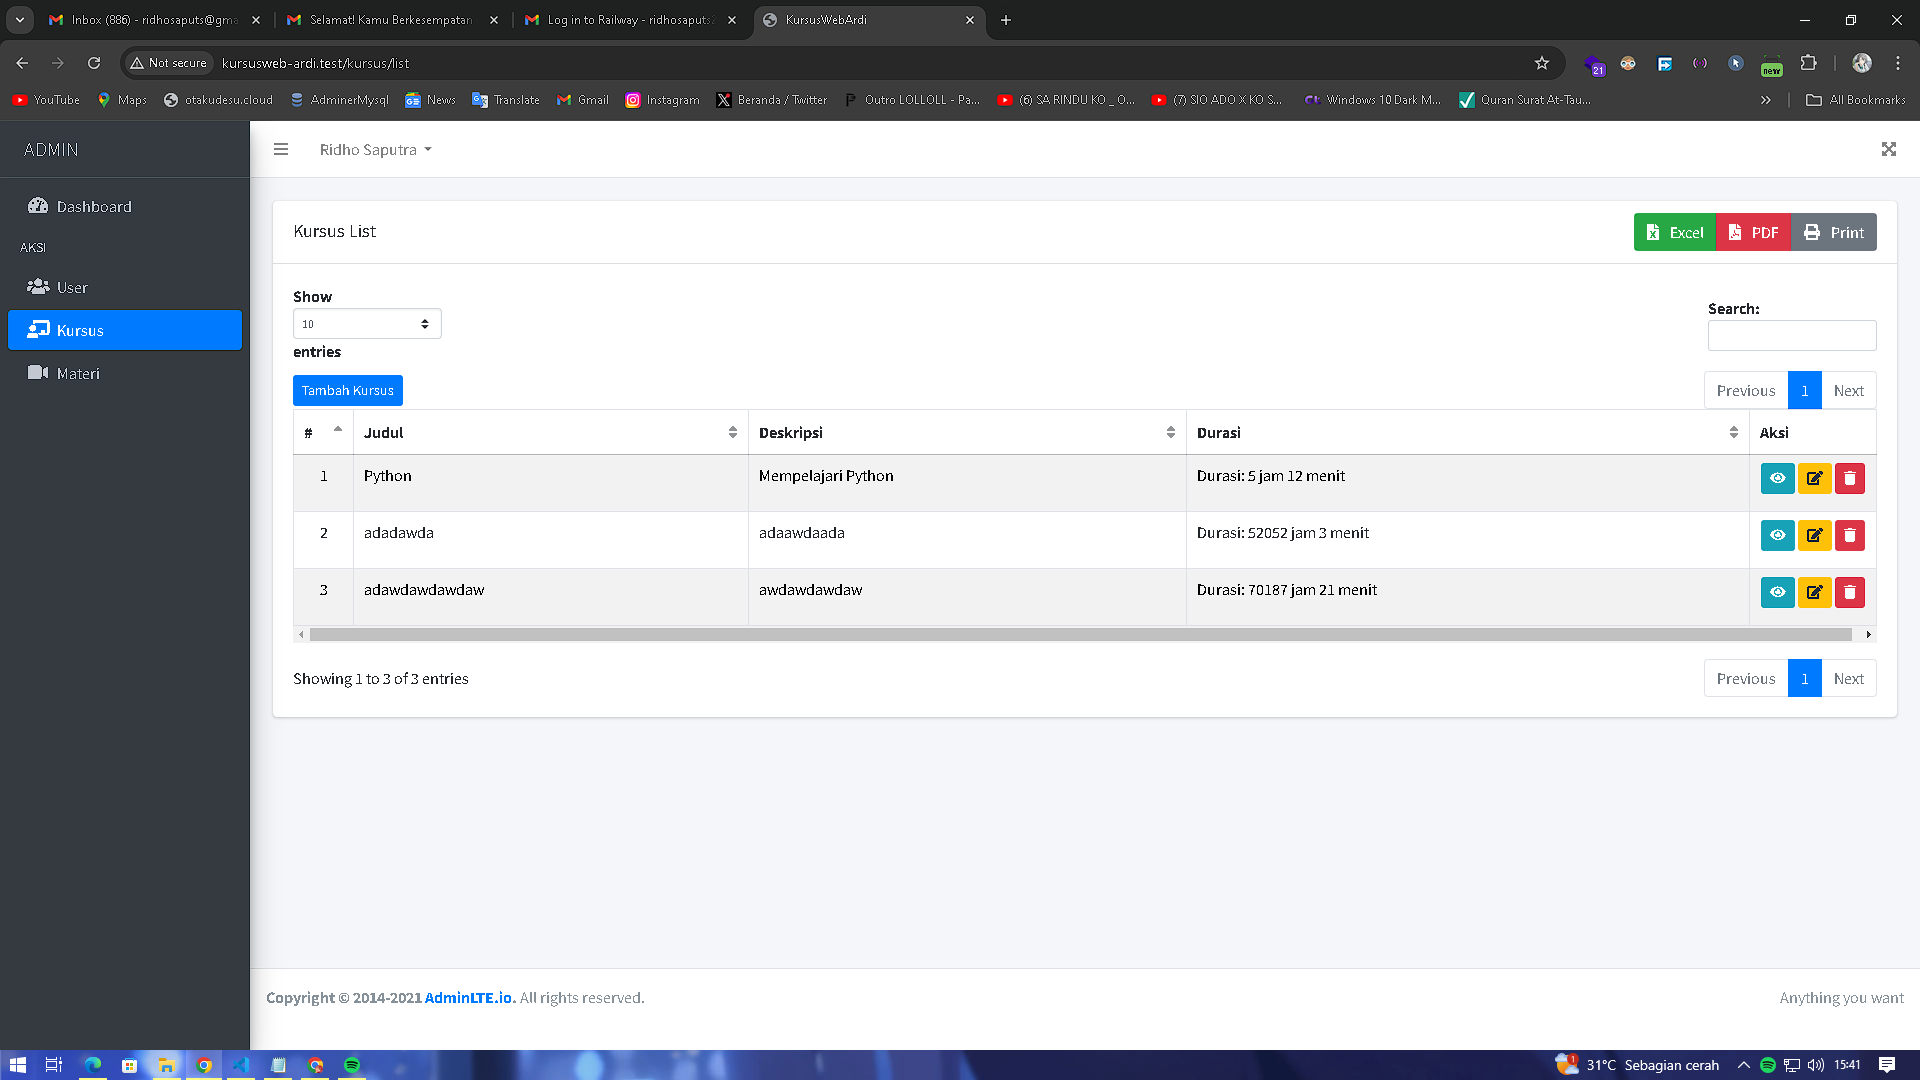 Inbox (886) - ridhosaputs@gma
Selamat! Kamu Berkesempatan
Log in to Railway - ridhosaputs
KursusWebArdi
Not secure
kursusweb-ardi.test/kursus/list
21
new
YouTube
Maps
otakudesu.cloud
AdminerMysql
News
Translate
Gmail
Instagram
Beranda / Twitter
Outro LOLLOLL - Pa...
(6) SA RINDU KO _ O...
(7) SIO ADO X KO S...
Windows 10 Dark M...
Quran Surat At-Tau...
All Bookmarks
ADMIN
Dashboard
AKSI
User
Kursus
Materi
Ridho Saputra
Kursus List
Excel
PDF
Print
Show
10
entries
Search:
Tambah Kursus
Previous 1 Next
# Judul Deskripsi Durasi Aksi
1 Python Mempelajari Python Durasi: 5 jam 12 menit
2 adadawda adaawdaada Durasi: 52052 jam 3 menit
3 adawdawdawdaw awdawdawdaw Durasi: 70187 jam 21 menit
Showing 1 to 3 of 3 entries
Previous 1 Next
Copyright © 2014-2021 AdminLTE.io. All rights reserved.
Anything you want
1
31°C Sebagian cerah
15:41